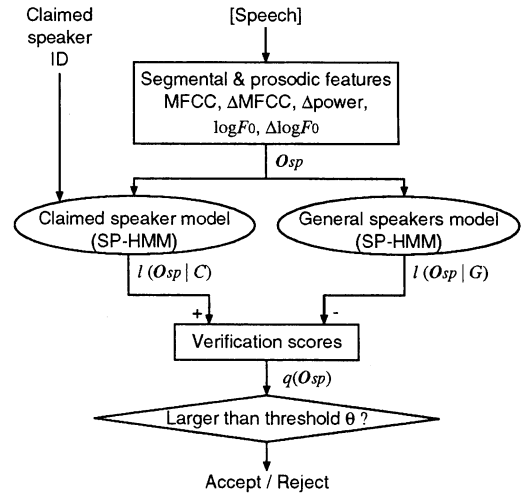 Claimed
speaker
ID
[Speech]
Segmental & prosodic features
MFCC, ΔMFCC, Δpower,
logF0, ΔlogF0
Osp
Claimed speaker model
(SP-HMM)
General speakers model
(SP-HMM)
l (Osp | C)
l (Osp | G)
+
-
Verification scores
q(Osp)
Larger than threshold θ ?
Accept / Reject